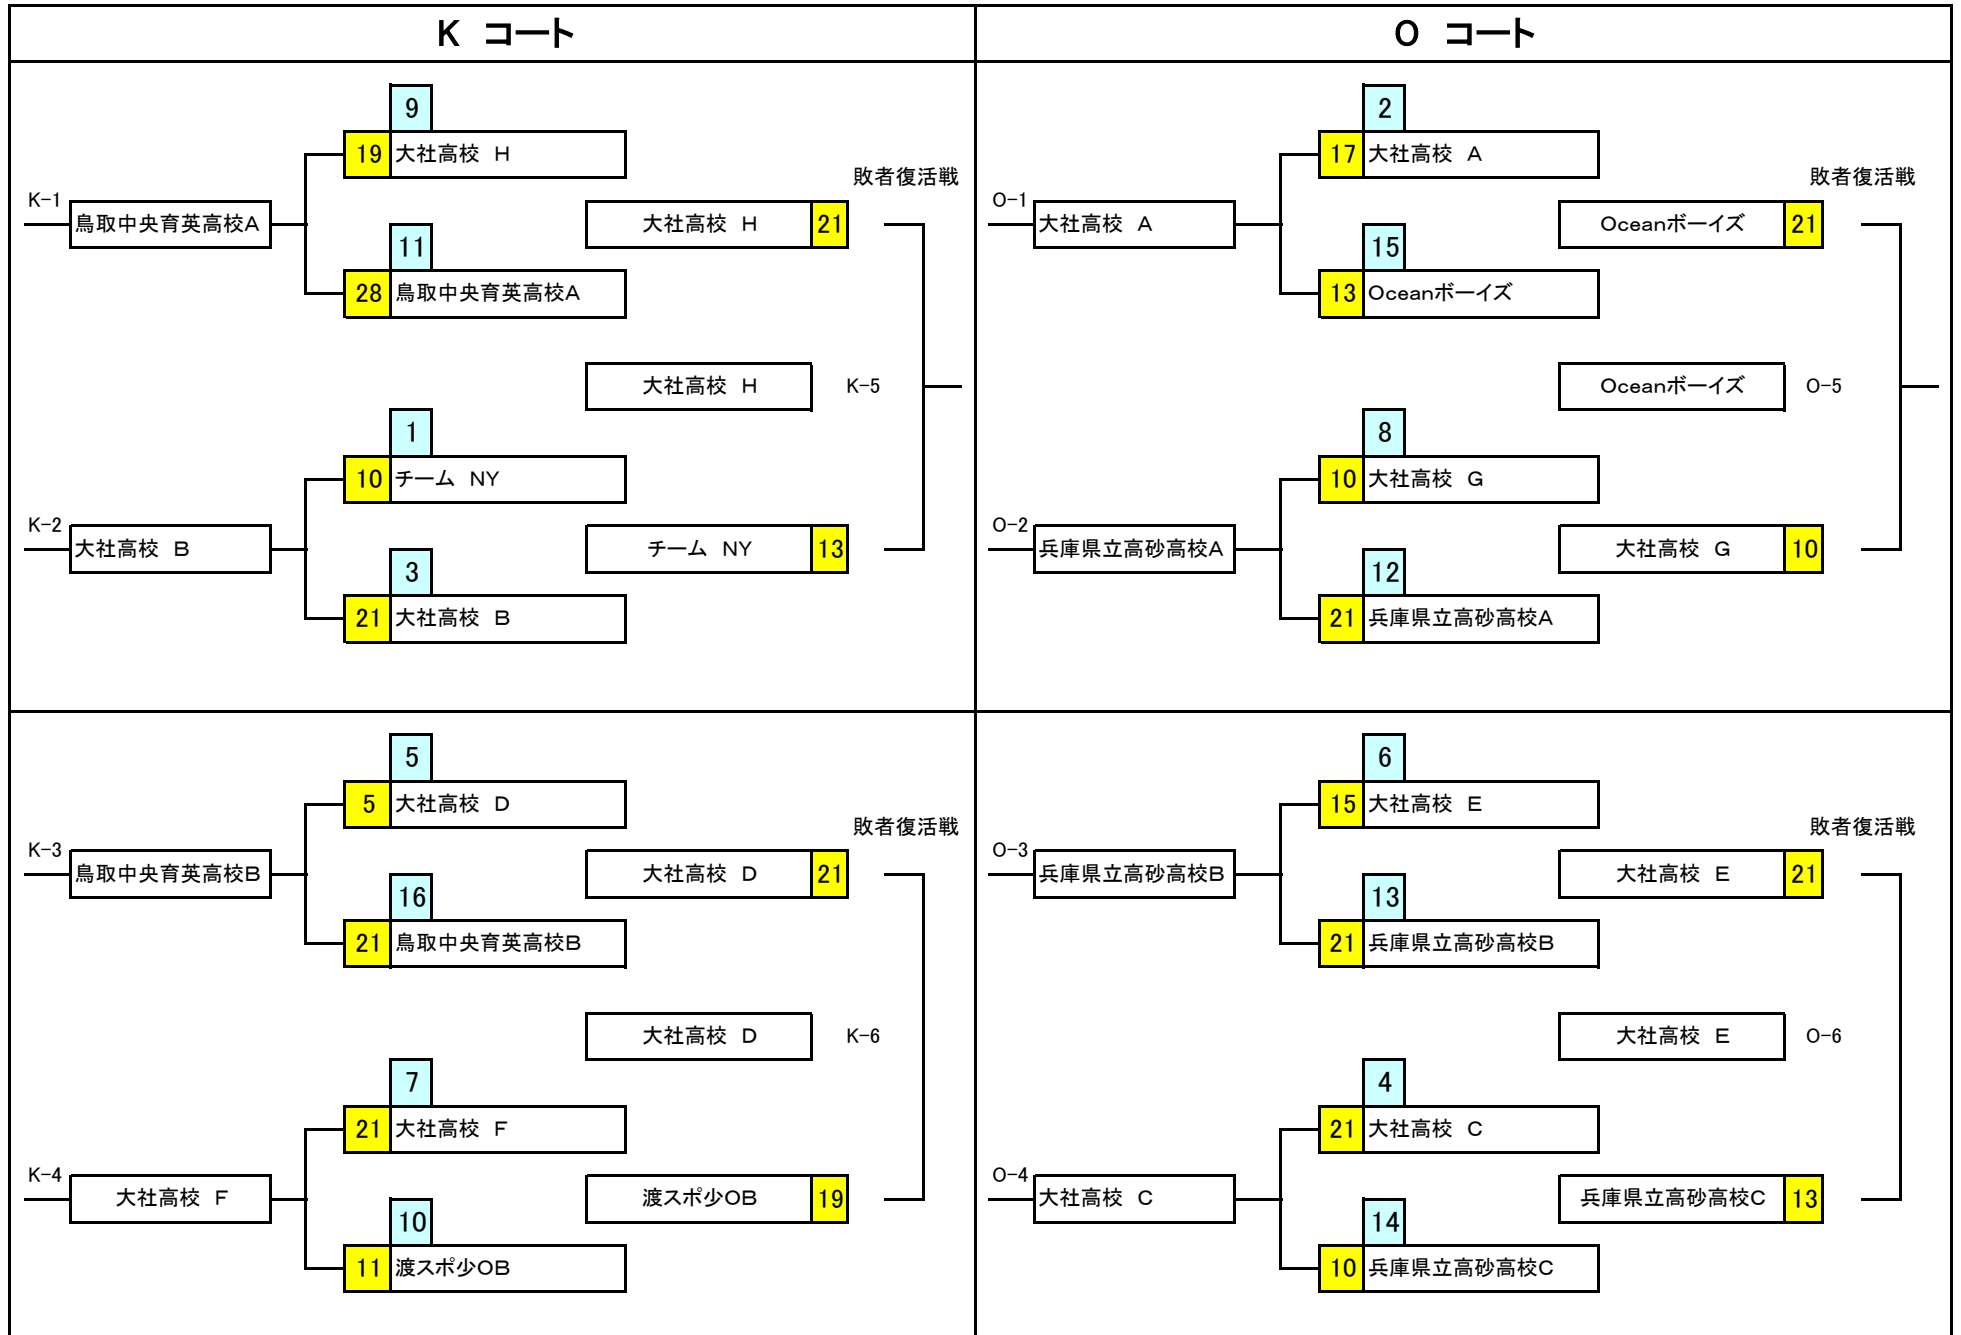 K コート
9
19 大社高校 H
敗者復活戦
K-1
鳥取中央育英高校A
大社高校 H 21
11
28 鳥取中央育英高校A
大社高校 H K-5
1
10 チーム NY
K-2
大社高校 B
チーム NY 13
3
21 大社高校 B
O コート
2
17 大社高校 A
敗者復活戦
O-1
大社高校 A
Oceanボーイズ 21
15
13 Oceanボーイズ
Oceanボーイズ O-5
8
10 大社高校 G
O-2
兵庫県立高砂高校A
大社高校 G 10
12
21 兵庫県立高砂高校A
5
5 大社高校 D
敗者復活戦
K-3
鳥取中央育英高校B
大社高校 D 21
16
21 鳥取中央育英高校B
大社高校 D K-6
7
21 大社高校 F
K-4
大社高校 F
渡スポ少OB 19
10
11 渡スポ少OB
6
15 大社高校 E
敗者復活戦
O-3
兵庫県立高砂高校B
大社高校 E 21
13
21 兵庫県立高砂高校B
大社高校 E O-6
4
21 大社高校 C
O-4
大社高校 C
兵庫県立高砂高校C 13
14
10 兵庫県立高砂高校C